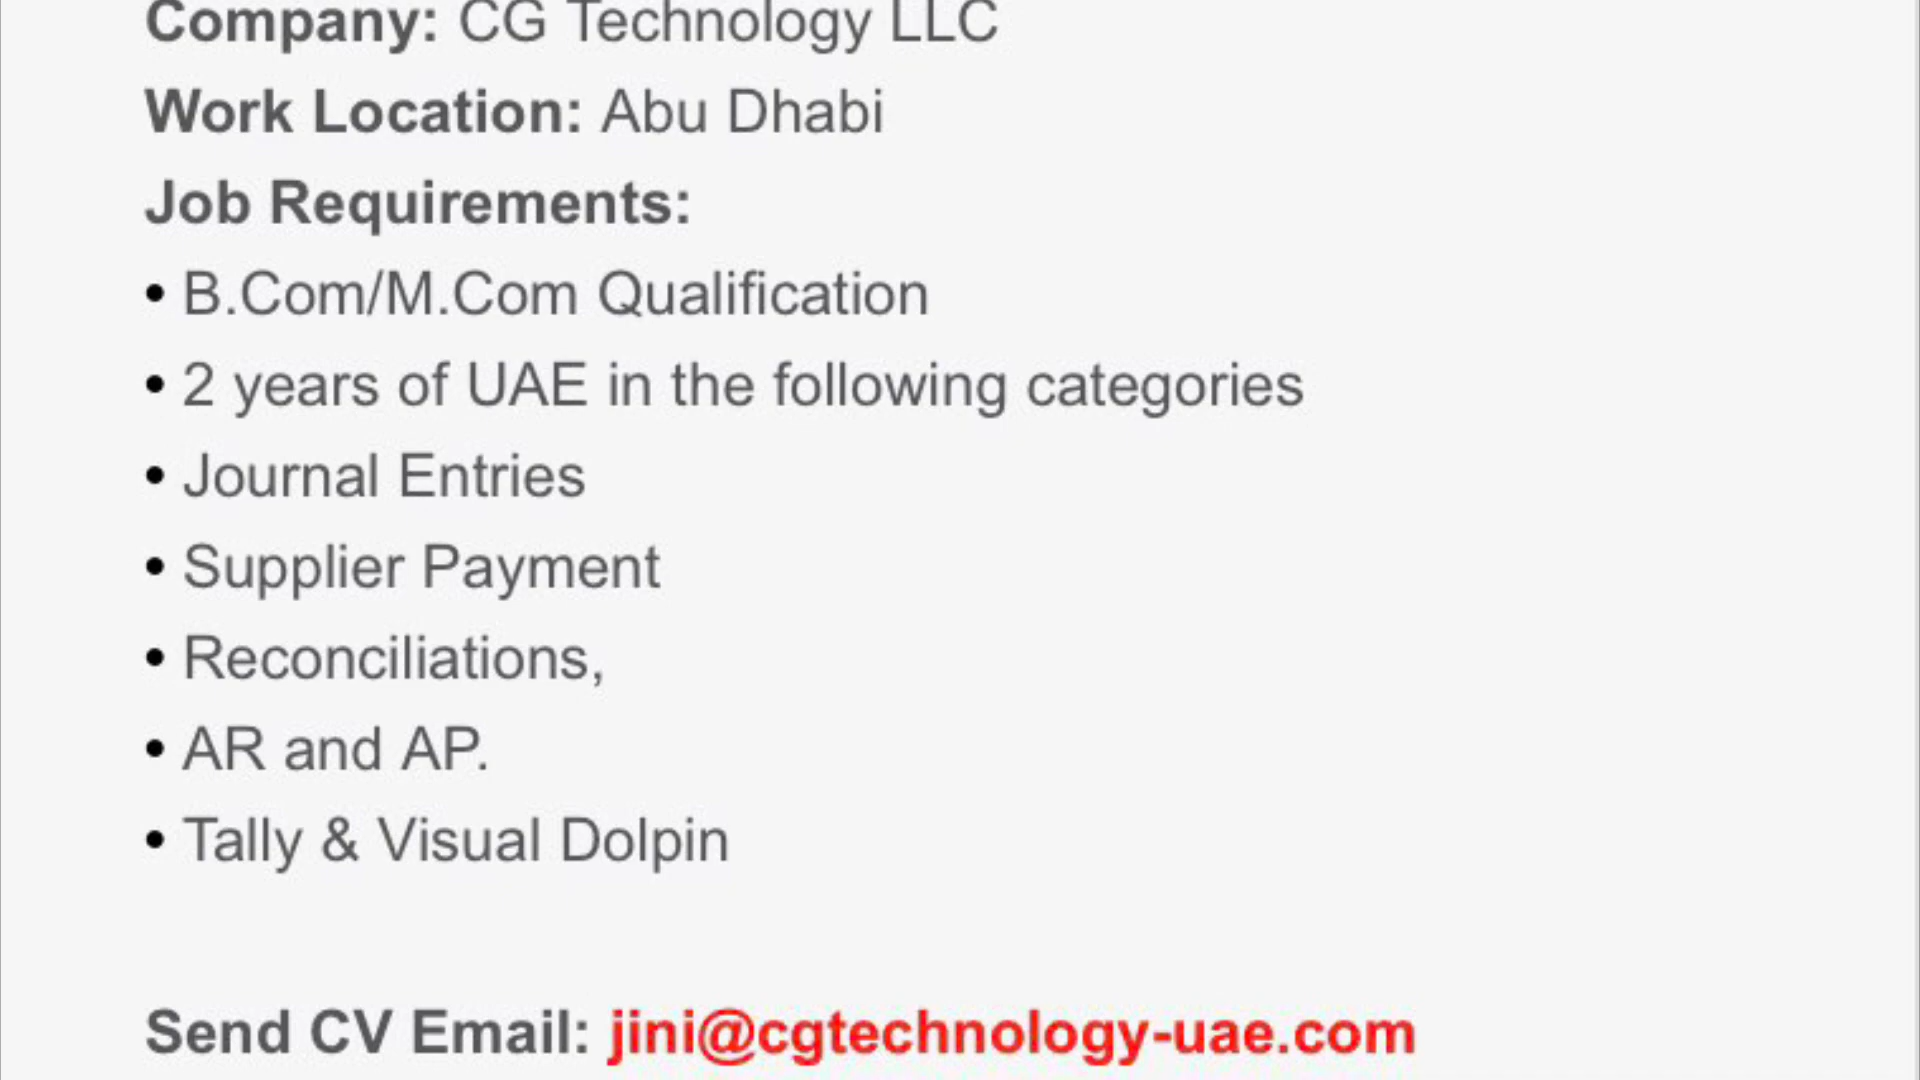 Company: CG Technology LLC
Work Location: Abu Dhabi
Job Requirements:
• B.Com/M.Com Qualification
• 2 years of UAE in the following categories
• Journal Entries
• Supplier Payment
• Reconciliations,
• AR and AP.
• Tally & Visual Dolpin
Send CV Email: jini@cgtechnology-uae.com